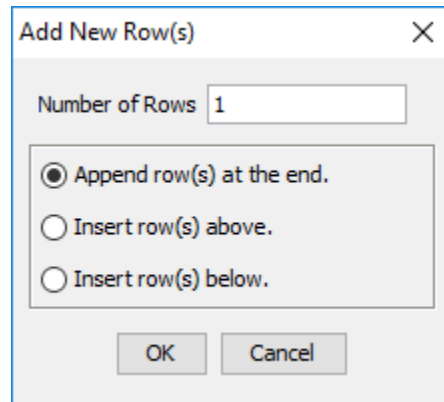 Add New Row(s)
Number of Rows 1
Append row(s) at the end.
Insert row(s) above.
Insert row(s) below.
OK Cancel